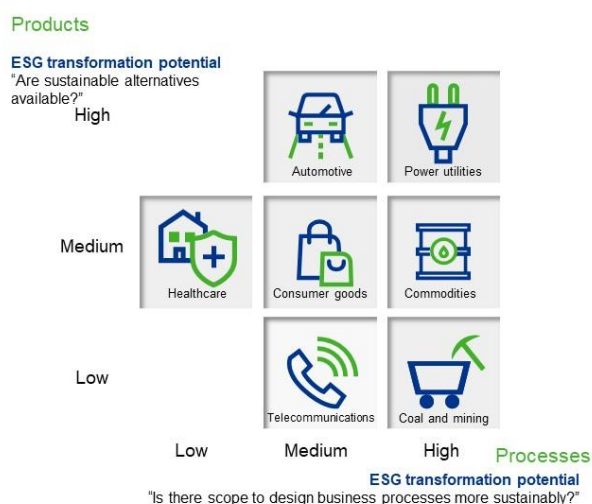 Products
ESG transformation potential
"Are sustainable alternatives
available?"
High
Automotive
Power utilities
Medium
Healthcare
Consumer goods
Commodities
Low
Telecommunications
Coal and mining
Low
Medium
High
Processes
ESG transformation potential
"Is there scope to design business processes more sustainably?"